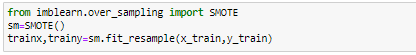 from imblearn.over_sampling import SMOTE
sm=SMOTE()
trainx,trainy=sm.fit_resample(x_train,y_train)